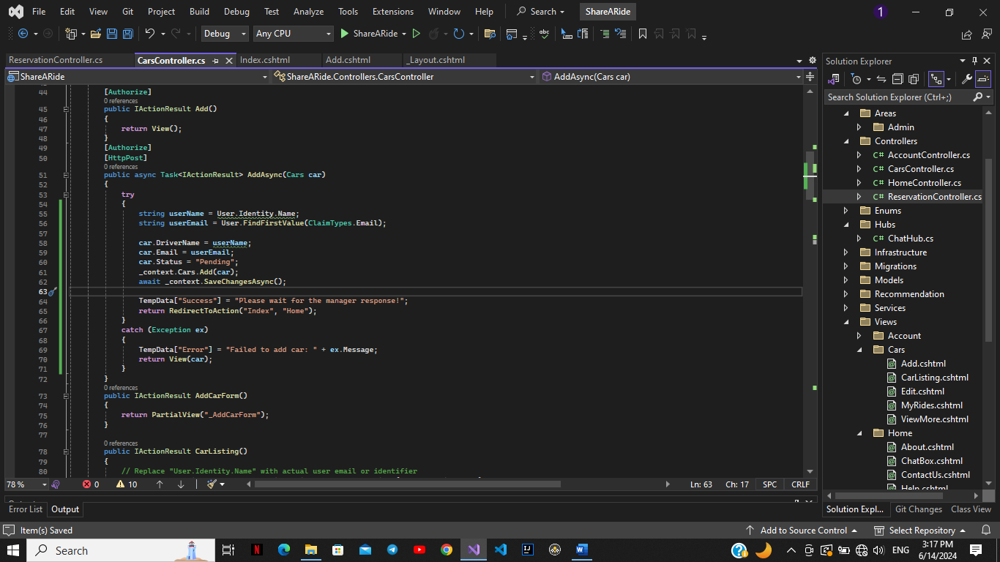 File Edit View Git Project Build Debug Test Analyze Tools Extensions Window Help Search ShareARide 1
Debug Any CPU ShareARide
ReservationController.cs CarsController.cs Index.cshtml Add.cshtml _Layout.cshtml
ShareARide ShareARide.Controllers.CarsController AddAsync(Cars car)
44 [Authorize]
0 references
45 public IActionResult Add()
46 {
47 return View();
48 }
49 [Authorize]
50 [HttpPost]
0 references
51 public async Task<IActionResult> AddAsync(Cars car)
52 {
53 try
54 {
55 string userName = User.Identity.Name;
56 string userEmail = User.FindFirstValue(ClaimTypes.Email);
57
58 car.DriverName = userName;
59 car.Email = userEmail;
60 car.Status = "Pending";
61 _context.Cars.Add(car);
62 await _context.SaveChangesAsync();
63
64 TempData["Success"] = "Please wait for the manager response!";
65 return RedirectToAction("Index", "Home");
66 }
67 catch (Exception ex)
68 {
69 TempData["Error"] = "Failed to add car: " + ex.Message;
70 return View(car);
71 }
72 }
0 references
73 public IActionResult AddCarForm()
74 {
75 return PartialView("_AddCarForm");
76 }
77
0 references
78 public IActionResult CarListing()
79 {
80 // Replace "User.Identity.Name" with actual user email or identifier
78 % 0 10 Ln: 63 Ch: 17 SPC CRLF
Error List Output
Solution Explorer
Search Solution Explorer (Ctrl+;)
Areas
Admin
Controllers
C# AccountController.cs
C# CarsController.cs
C# HomeController.cs
C# ReservationController.cs
Enums
Hubs
C# ChatHub.cs
Infrastructure
Migrations
Models
Recommendation
Services
Views
Account
Cars
Add.cshtml
CarListing.cshtml
Edit.cshtml
MyRides.cshtml
ViewMore.cshtml
Home
About.cshtml
ChatBox.cshtml
ContactUs.cshtml
Help.cshtml
Solution Expl... Git Changes Class View
Item(s) Saved Add to Source Control Select Repository
Search ENG 3:17 PM
6/14/2024